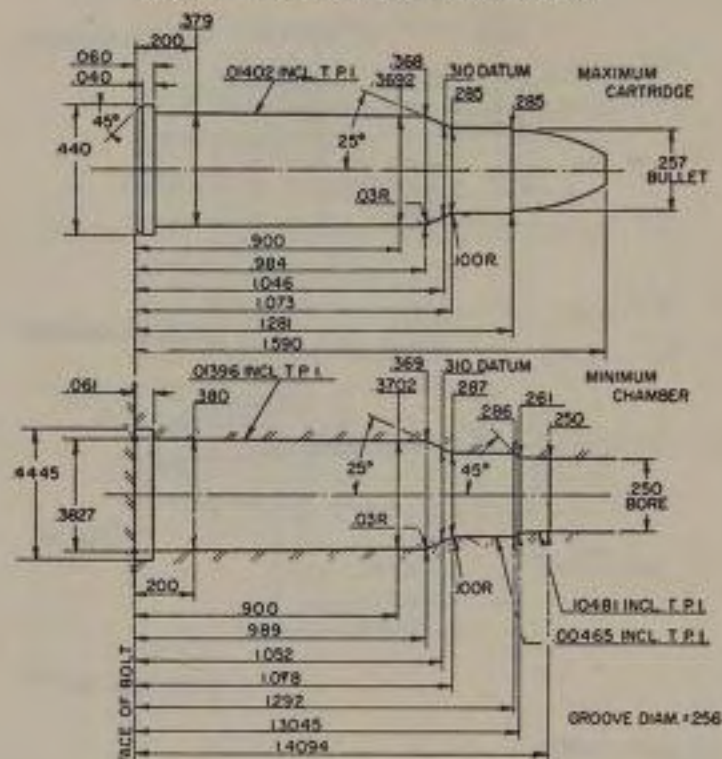 .379
.200
.060
.040
.01402 INCL. T. P. I.
.368
.3692
.310 DATUM
.285
.285
MAXIMUM
CARTRIDGE
45°
.440
25°
.257
BULLET
.03R
.100R
.900
.984
1.046
1.073
1.281
1.590
.01396 INCL. T. P. I.
.061
.380
.369
.3702
.310 DATUM
.287
.286
.261
.250
MINIMUM
CHAMBER
.4445
.3827
25°
45°
.250
BORE
.03R
.100R
.200
.900
.989
1.052
1.078
1.292
1.3045
1.4094
.10481 INCL. T. P. I.
.00465 INCL. T. P. I.
GROOVE DIAM. = .256
OF BOLT